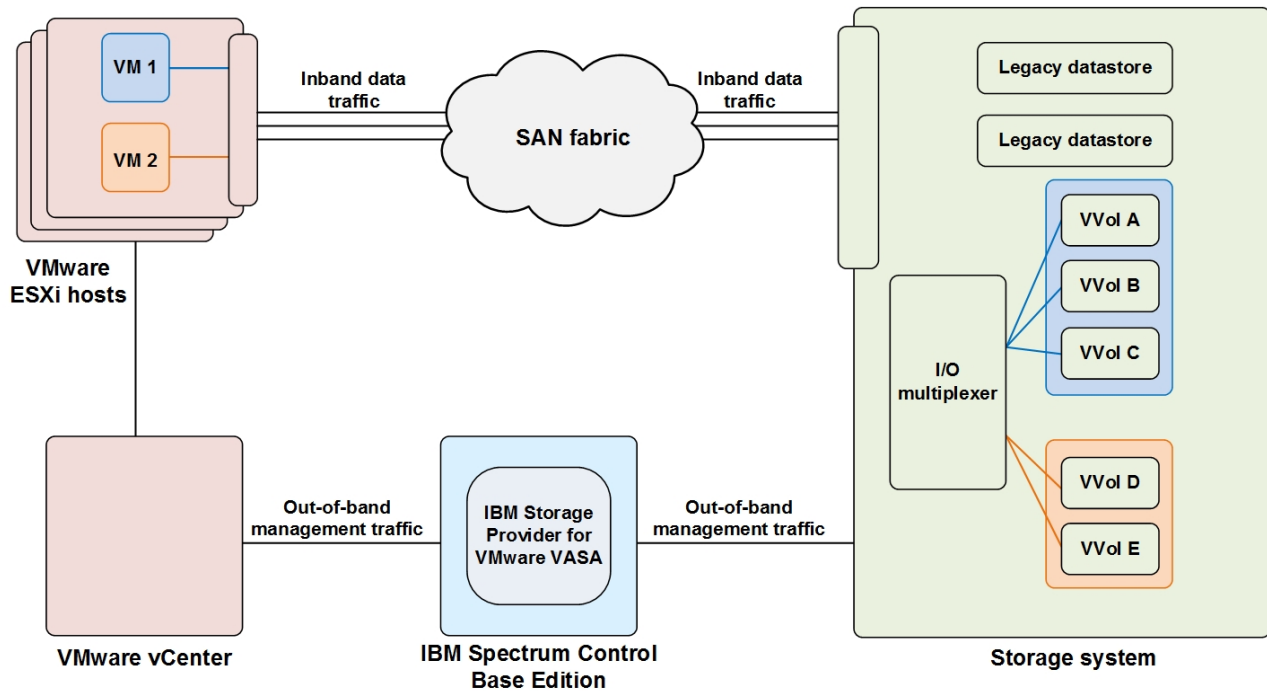 VM 1
VM 2
VMware
ESXi hosts
Inband data
traffic
SAN fabric
Inband data
traffic
Legacy datastore
Legacy datastore
VVol A
VVol B
VVol C
I/O
multiplexer
VVol D
VVol E
Out-of-band
management traffic
IBM Storage
Provider for
VMware VASA
Out-of-band
management traffic
VMware vCenter
IBM Spectrum Control
Base Edition
Storage system